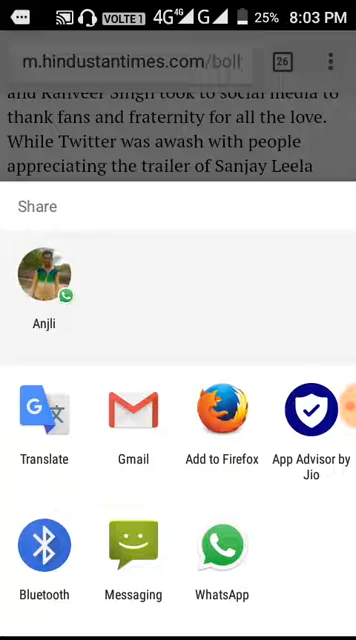 VOLTE 1 4G 4G G 25% 8:03 PM
m.hindustantimes.com/boll 26
and Ranveer Singh took to social media to
thank fans and fraternity for all the love.
While Twitter was awash with people
appreciating the trailer of Sanjay Leela
Share
Anjli
G 文
Translate Gmail Add to Firefox App Advisor by
Jio
Bluetooth Messaging WhatsApp